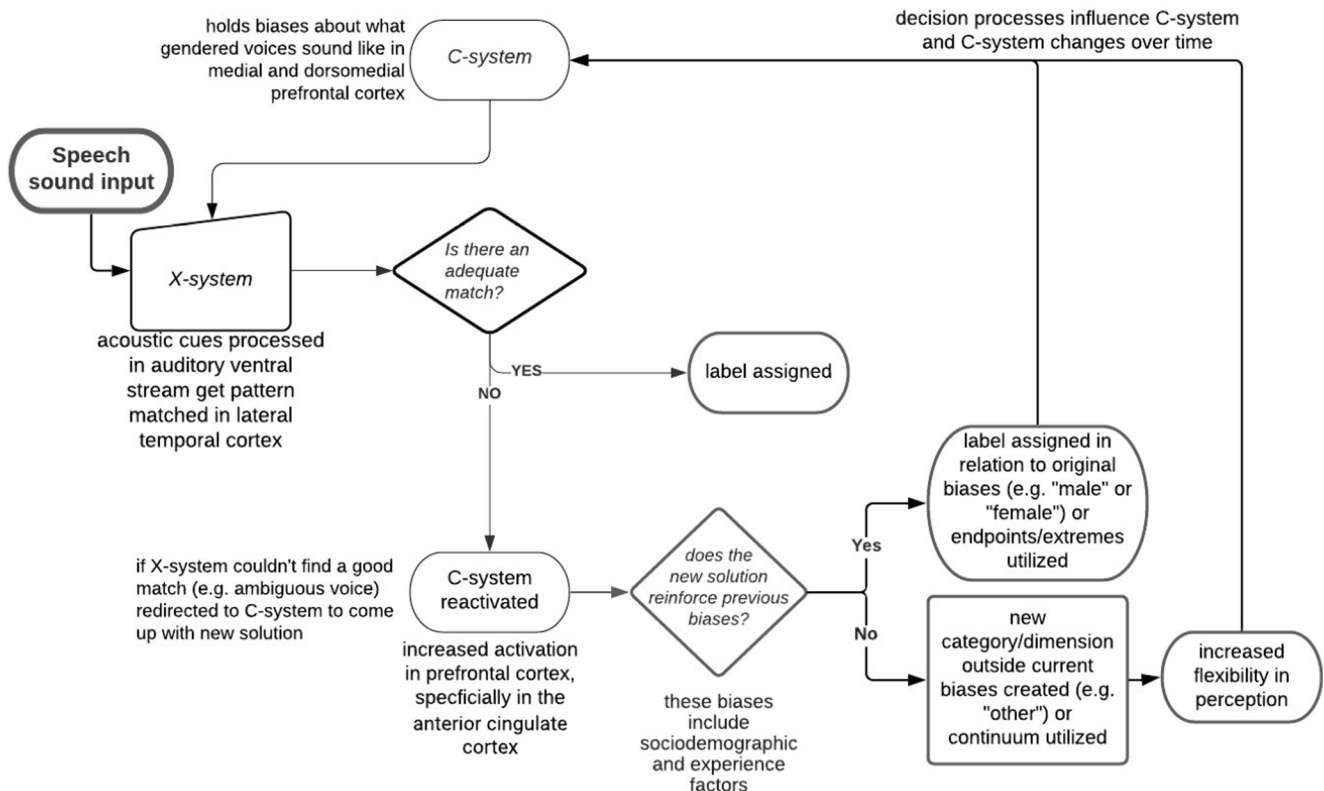 holds biases about what
gendered voices sound like in
medial and dorsomedial
prefrontal cortex
C-system
decision processes influence C-system
and C-system changes over time
Speech
sound input
X-system
acoustic cues processed
in auditory ventral
stream get pattern
matched in lateral
temporal cortex
Is there an
adequate
match?
YES
NO
label assigned
if X-system couldn't find a good
match (e.g. ambiguous voice)
redirected to C-system to come
up with new solution
C-system
reactivated
increased activation
in prefrontal cortex,
specficially in the
anterior cingulate
cortex
does the
new solution
reinforce previous
biases?
these biases
include
sociodemographic
and experience
factors
Yes
No
label assigned in
relation to original
biases (e.g. "male" or
"female") or
endpoints/extremes
utilized
new
category/dimension
outside current
biases created (e.g.
"other") or
continuum utilized
increased
flexibility in
perception